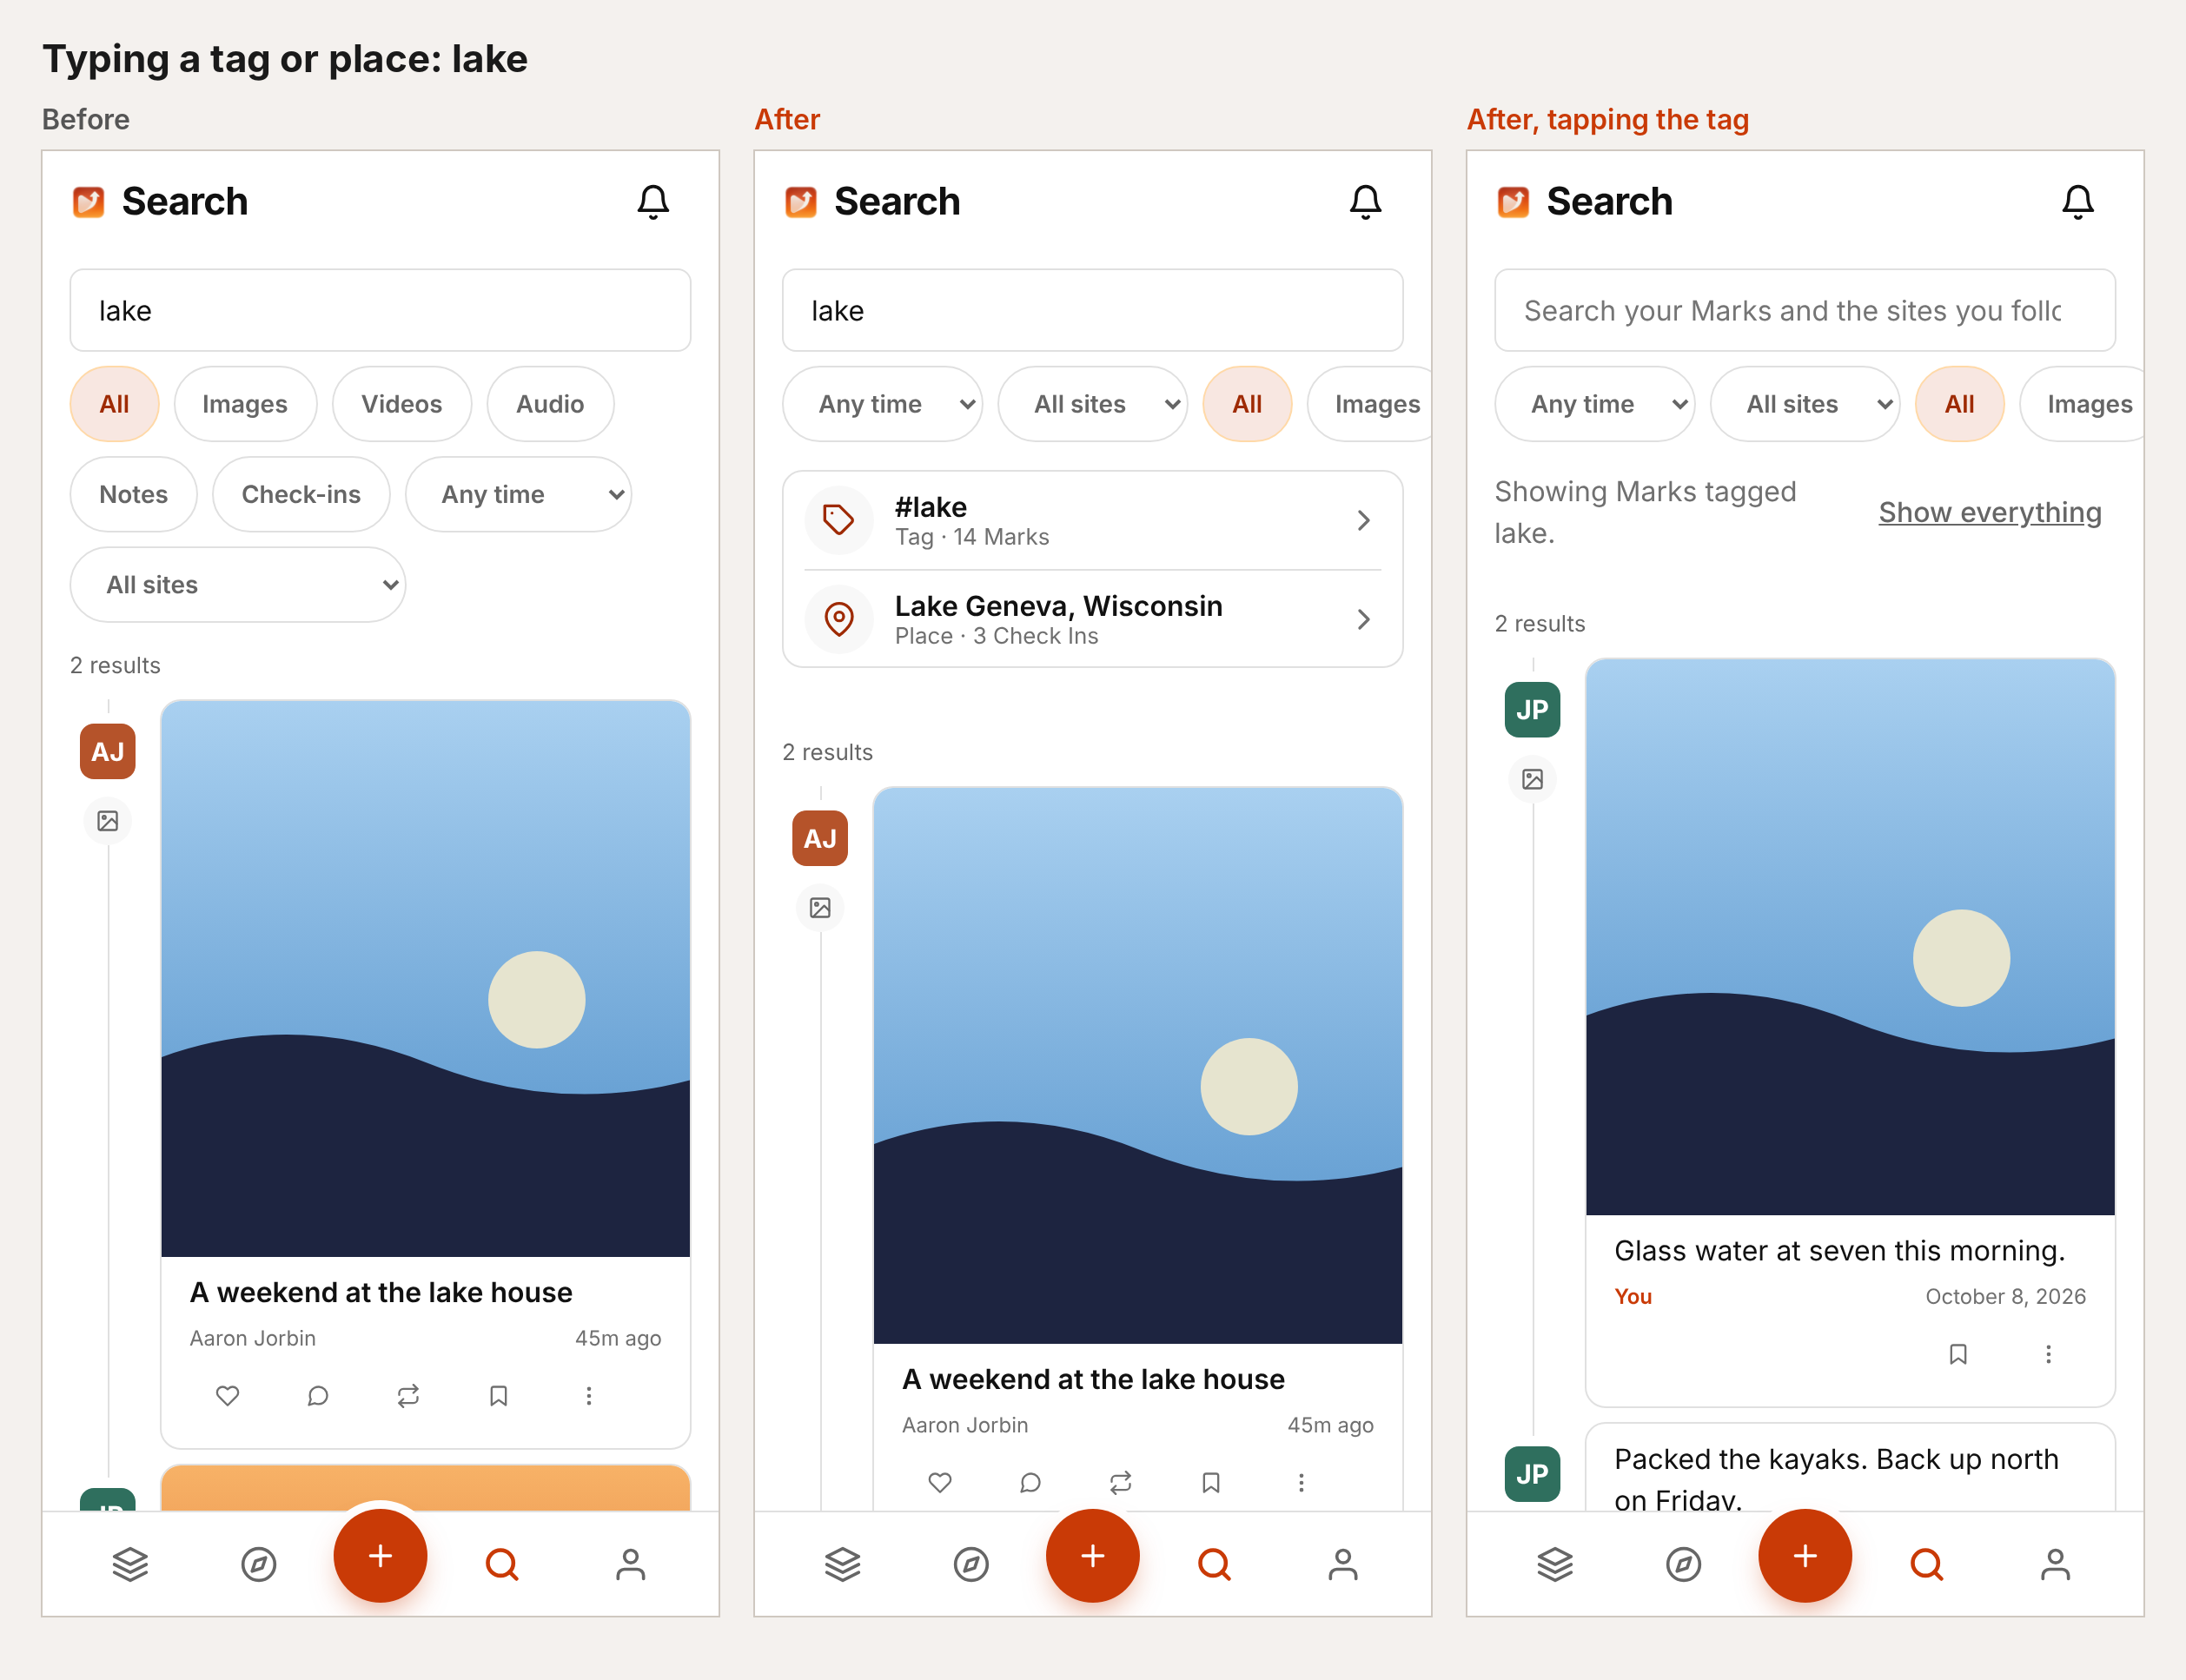 Typing a tag or place: lake
Before
Search
lake
All
Images
Videos
Audio
Notes
Check-ins
Any time
All sites
2 results
AJ
A weekend at the lake house
Aaron Jorbin
45m ago
After
Search
lake
Any time
All sites
All
Images
#lake
Tag · 14 Marks
Lake Geneva, Wisconsin
Place · 3 Check Ins
2 results
AJ
A weekend at the lake house
Aaron Jorbin
45m ago
After, tapping the tag
Search
Search your Marks and the sites you follo
Any time
All sites
All
Images
Showing Marks tagged
lake.
Show everything
2 results
JP
Glass water at seven this morning.
You
October 8, 2026
JP
Packed the kayaks. Back up north
on Friday.